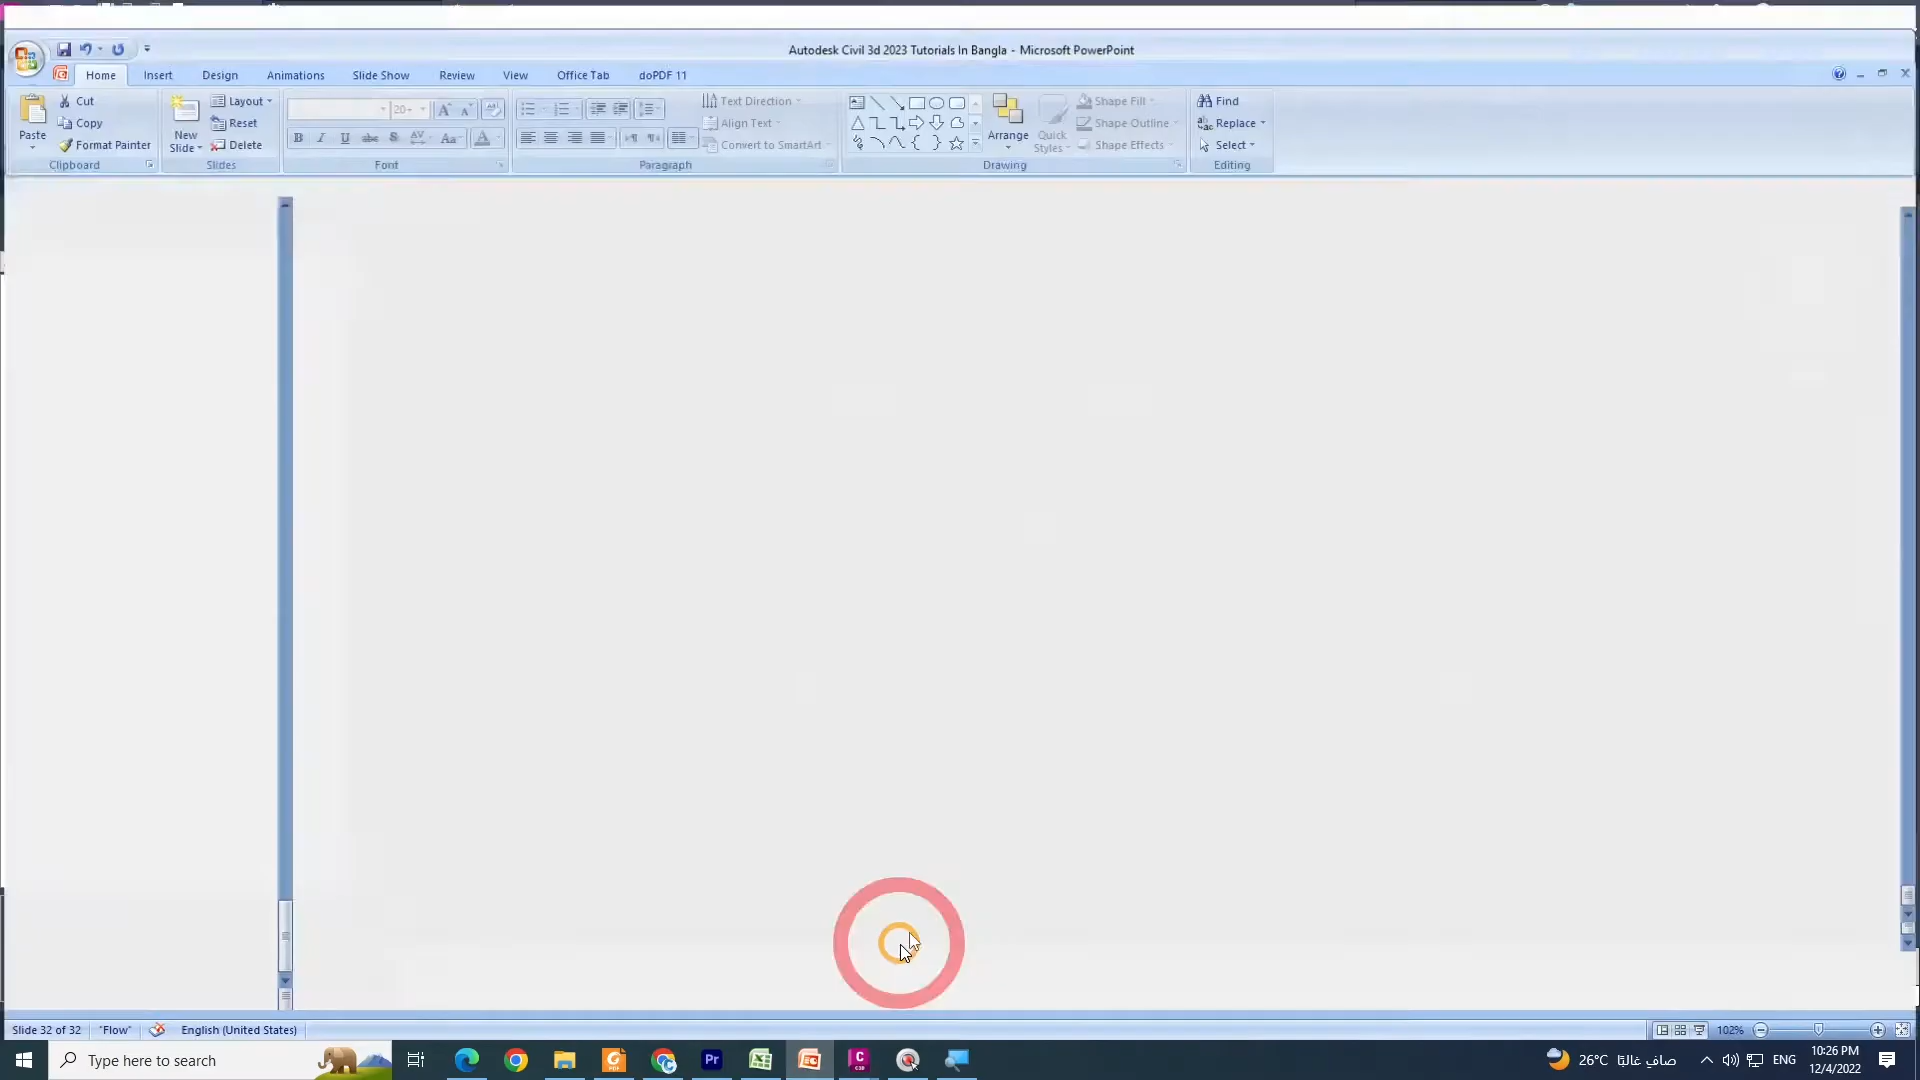 Autodesk Civil 3d 2023 Tutorials In Bangla - Microsoft PowerPoint
Home Insert Design Animations Slide Show Review View Office Tab doPDF 11
Paste
Cut
Copy
Format Painter
Clipboard
New Slide
Layout
Reset
Delete
Slides
20+
B I U abc S AV Aa A
Font
Text Direction
Align Text
Convert to SmartArt
Paragraph
Arrange
Quick Styles
Shape Fill
Shape Outline
Shape Effects
Drawing
Find
Replace
Select
Editing
Slide 32 of 32 "Flow" English (United States) 102%
Type here to search
26°C صافٍ غالبًا ENG
10:26 PM
12/4/2022